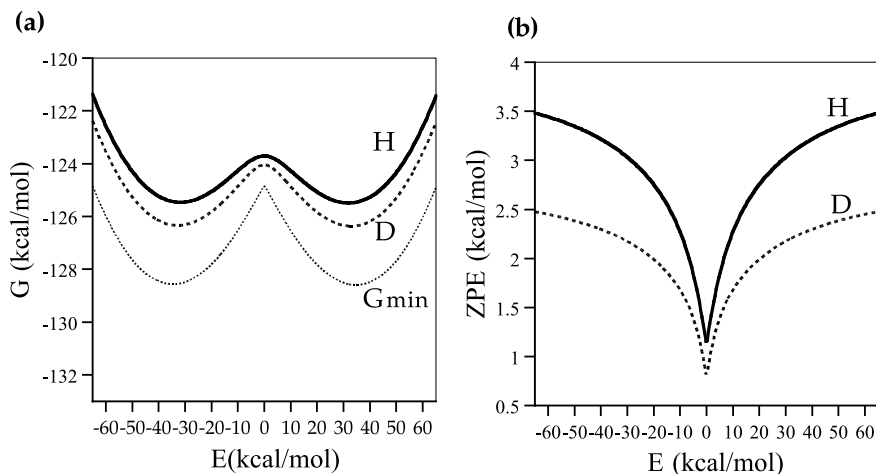 (a)
-120
-122
-124
-126
-128
-130
-132
G (kcal/mol)
H
D
Gmin
-60 -50 -40 -30 -20 -10 0 10 20 30 40 50 60
E(kcal/mol)
(b)
4
3.5
3
2.5
2
1.5
1
0.5
ZPE (kcal/mol)
H
D
-60 -50 -40 -30 -20 -10 0 10 20 30 40 50 60
E (kcal/mol)